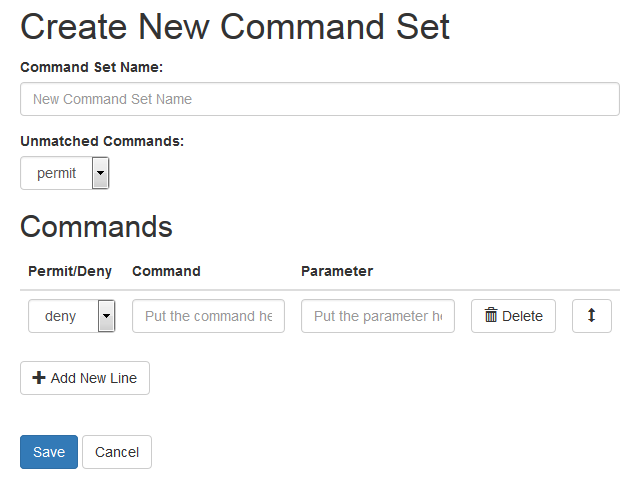 Create New Command Set
Command Set Name:
New Command Set Name
Unmatched Commands:
permit
Commands
Permit/Deny Command Parameter
deny Put the command he Put the parameter he Delete
Add New Line
Save Cancel